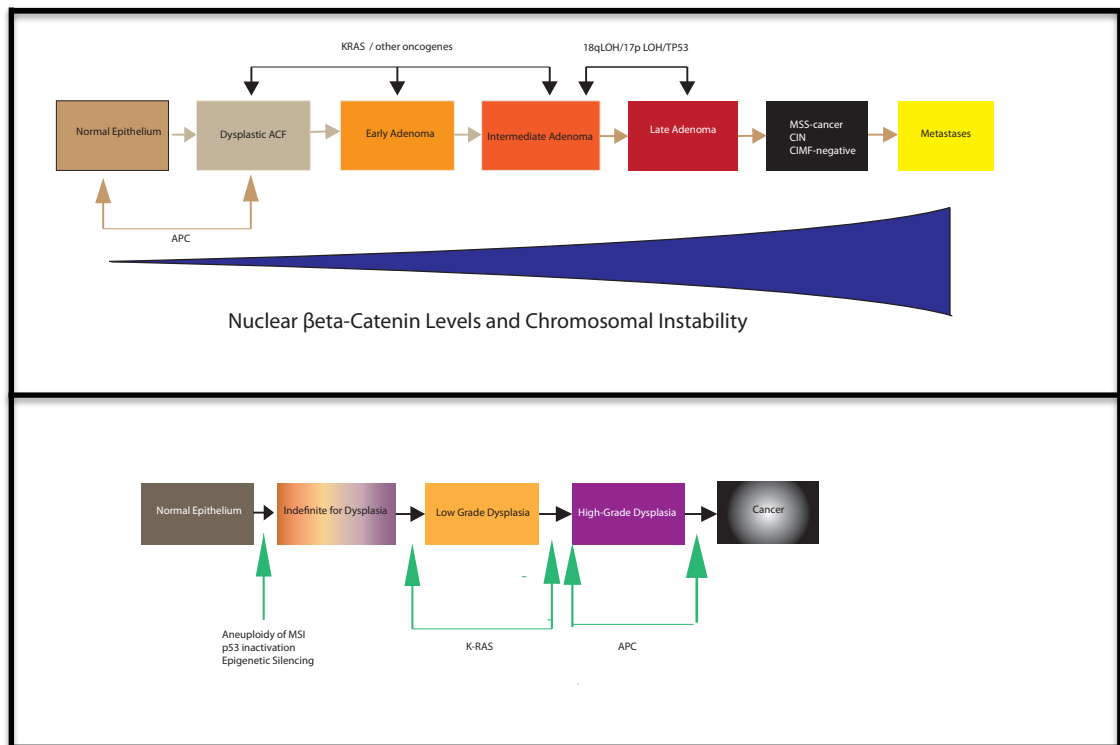 KRAS / other oncogenes
18qLOH/17p LOH/TP53
Normal Epithelium
Dysplastic ACF
Early Adenoma
Intermediate Adenoma
Late Adenoma
MSS-cancer
CIN
CIMF-negative
Metastases
APC
Nuclear βeta-Catenin Levels and Chromosomal Instability
Normal Epithelium
Indefinite for Dysplasia
Low Grade Dysplasia
High-Grade Dysplasia
Cancer
Aneuploidy of MSI
p53 inactivation
Epigenetic Silencing
K-RAS
APC